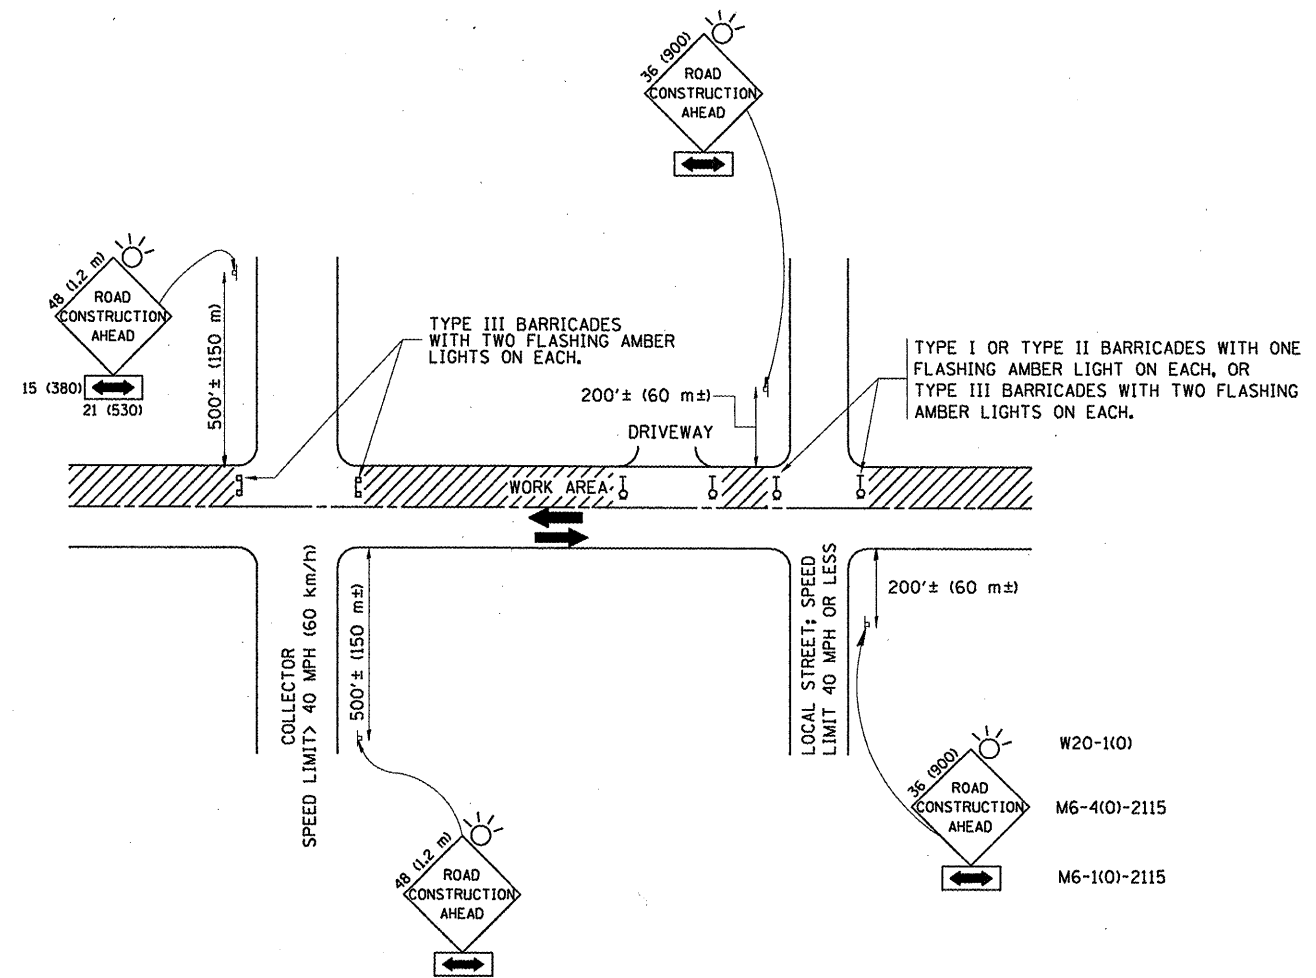 36 (900)
ROAD
CONSTRUCTION
AHEAD
48 (1.2 m)
ROAD
CONSTRUCTION
AHEAD
15 (380)
21 (530)
500'± (150 m)
TYPE III BARRICADES
WITH TWO FLASHING AMBER
LIGHTS ON EACH.
200'± (60 m±)
DRIVEWAY
TYPE I OR TYPE II BARRICADES WITH ONE
FLASHING AMBER LIGHT ON EACH, OR
TYPE III BARRICADES WITH TWO FLASHING
AMBER LIGHTS ON EACH.
WORK AREA
COLLECTOR
SPEED LIMIT> 40 MPH (60 km/h)
500'± (150 m±)
LOCAL STREET; SPEED
LIMIT 40 MPH OR LESS
200'± (60 m±)
48 (1.2 m)
ROAD
CONSTRUCTION
AHEAD
36 (900)
ROAD
CONSTRUCTION
AHEAD
W20-1(O)
M6-4(O)-2115
M6-1(O)-2115